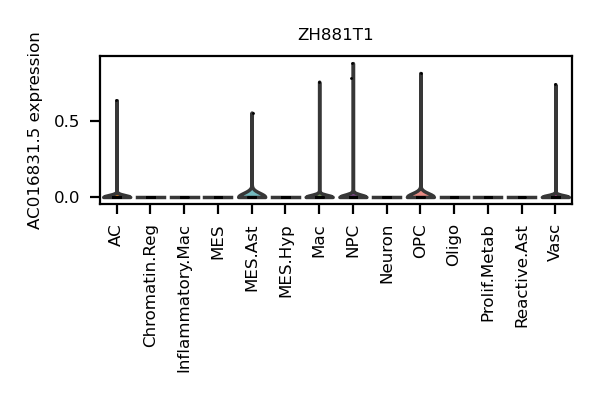 ZH881T1
AC016831.5 expression
0.5
0.0
AC
Chromatin.Reg
Inflammatory.Mac
MES
MES.Ast
MES.Hyp
Mac
NPC
Neuron
OPC
Oligo
Prolif.Metab
Reactive.Ast
Vasc